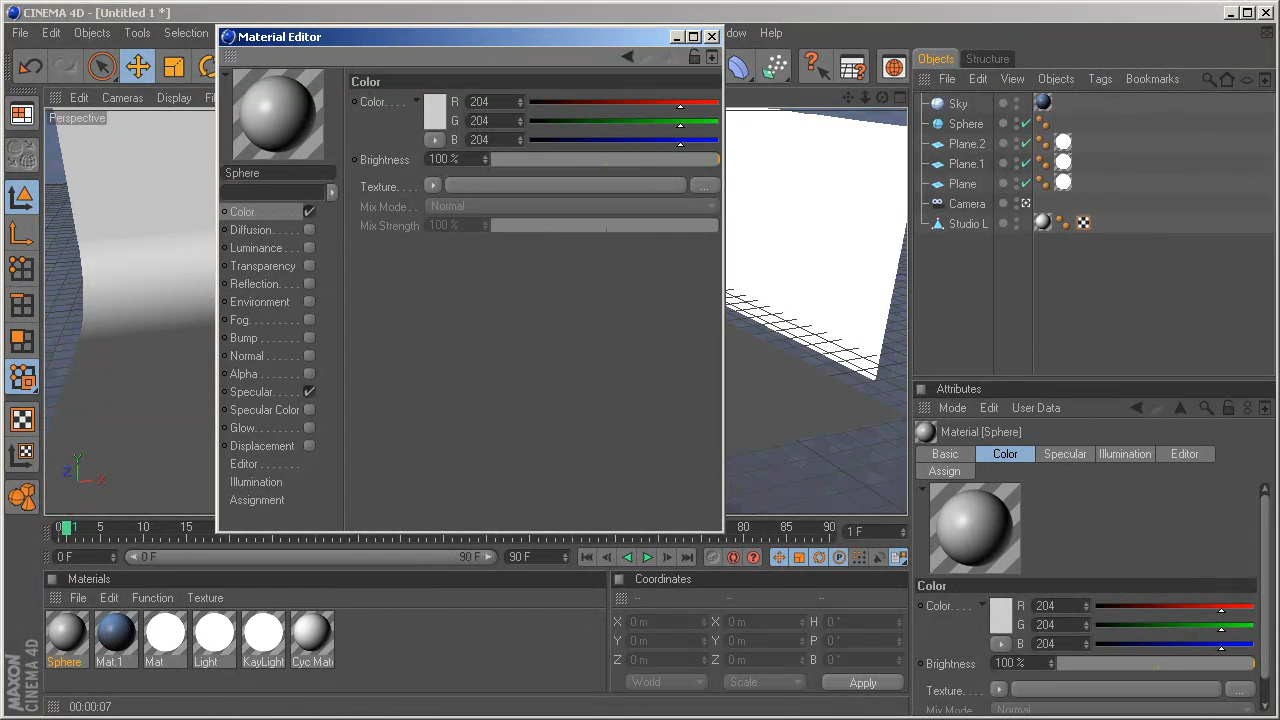 CINEMA 4D - [Untitled 1 *]
File Edit Objects Tools Selection
Material Editor
dow Help
Objects Structure
File Edit View Objects Tags Bookmarks
Edit Cameras Display
Perspective
Color
Color. . . .
R 204
G 204
B 204
Brightness 100 %
Texture. . . .
...
Mix Mode . Normal
Mix Strength 100 %
Sphere
Color. . . . . . . .
Diffusion. . . . .
Luminance. . .
Transparency
Reflection. . . .
Environment
Fog. . . . . . . . .
Bump . . . . . . .
Normal . . . . . .
Alpha . . . . . . .
Specular. . . . .
Specular Color
Glow. . . . . . . .
Displacement
Editor . . . . . . .
Illumination
Assignment
Sky
Sphere
Plane.2
Plane.1
Plane
Camera
Studio L
Attributes
Mode Edit User Data
Material [Sphere]
Basic Color Specular Illumination Editor
Assign
Color
Color. . . .
R 204
G 204
B 204
Brightness 100 %
Texture. . . .
...
Mix Mode Normal
Y
Z
X
0 1 5 10 15 80 85 90 1 F
0 F 0 F 90 F 90 F
Materials
File Edit Function Texture
Sphere Mat.1 Mat Light KayLight Cyc Mat
Coordinates
-- -- --
X 0 m X 0 m H 0 °
Y 0 m Y 0 m P 0 °
Z 0 m Z 0 m B 0 °
World Scale Apply
MAXON
CINEMA 4D
00:00:07